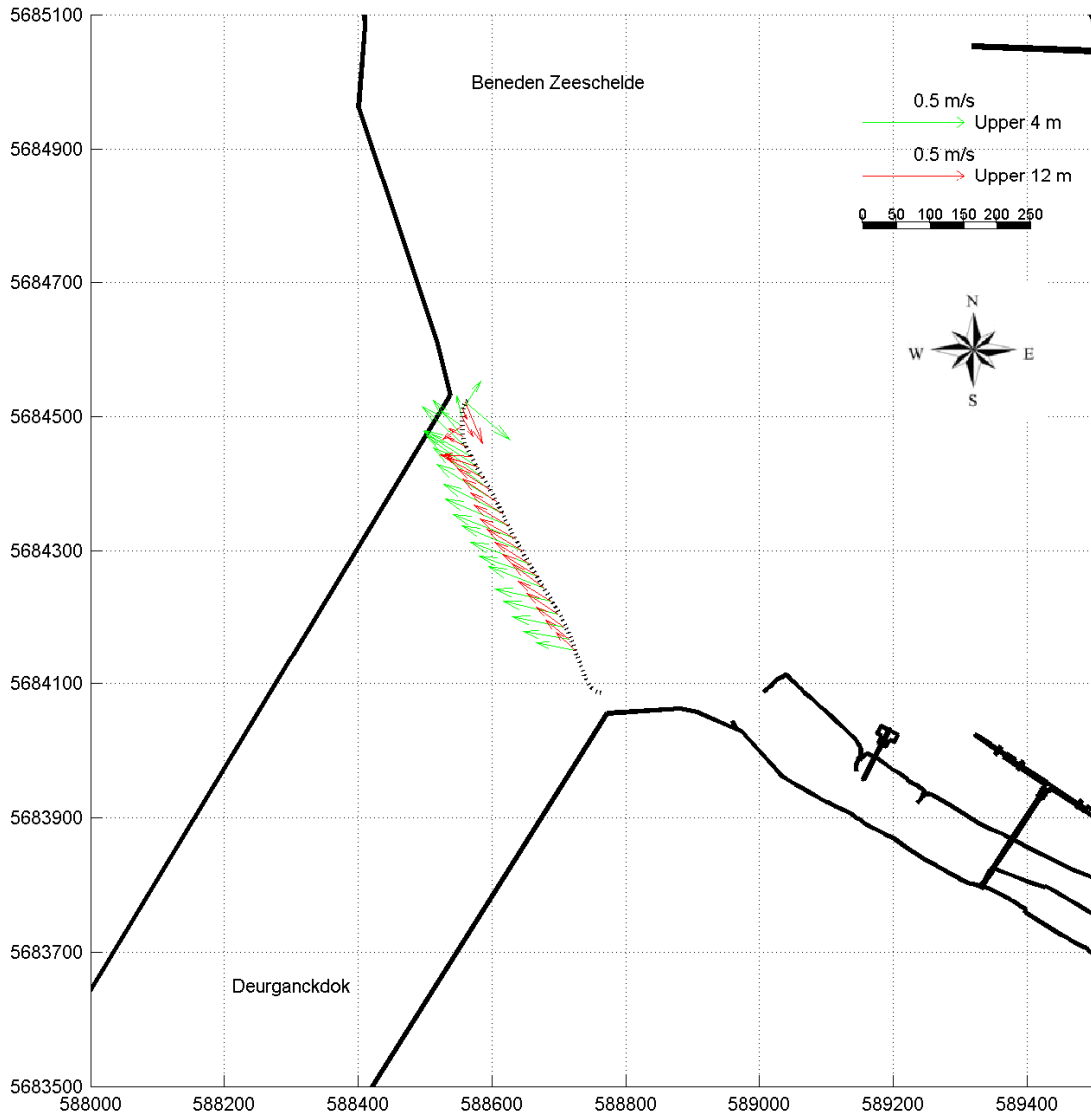 5685100
Beneden Zeeschelde
0.5 m/s
Upper 4 m
5684900
0.5 m/s
Upper 12 m
0 50 100 150 200 250
5684700
N
W E
S
5684500
5684300
5684100
5683900
5683700
Deurganckdok
5683500
588000 588200 588400 588600 588800 589000 589200 589400